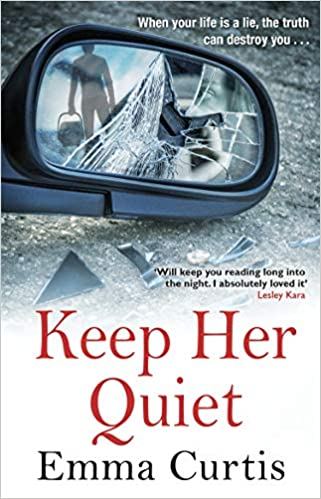 When your life is a lie, the truth
can destroy you . . .
‘Will keep you reading long into
the night. I absolutely loved it’
Lesley Kara
Keep Her
Quiet
Emma Curtis